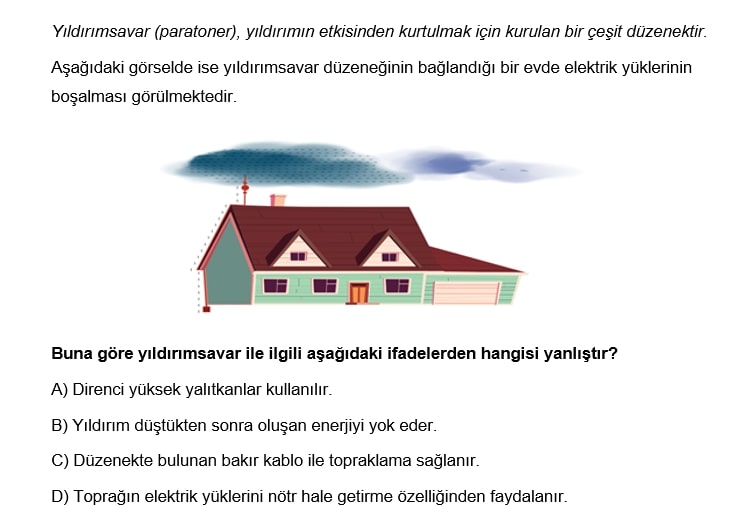 Yıldırımsavar (paratoner), yıldırımın etkisinden kurtulmak için kurulan bir çeşit düzenektir.
Aşağıdaki görselde ise yıldırımsavar düzeneğinin bağlandığı bir evde elektrik yüklerinin
boşalması görülmektedir.
Buna göre yıldırımsavar ile ilgili aşağıdaki ifadelerden hangisi yanlıştır?
A) Direnci yüksek yalıtkanlar kullanılır.
B) Yıldırım düştükten sonra oluşan enerjiyi yok eder.
C) Düzenekte bulunan bakır kablo ile topraklama sağlanır.
D) Toprağın elektrik yüklerini nötr hale getirme özelliğinden faydalanır.